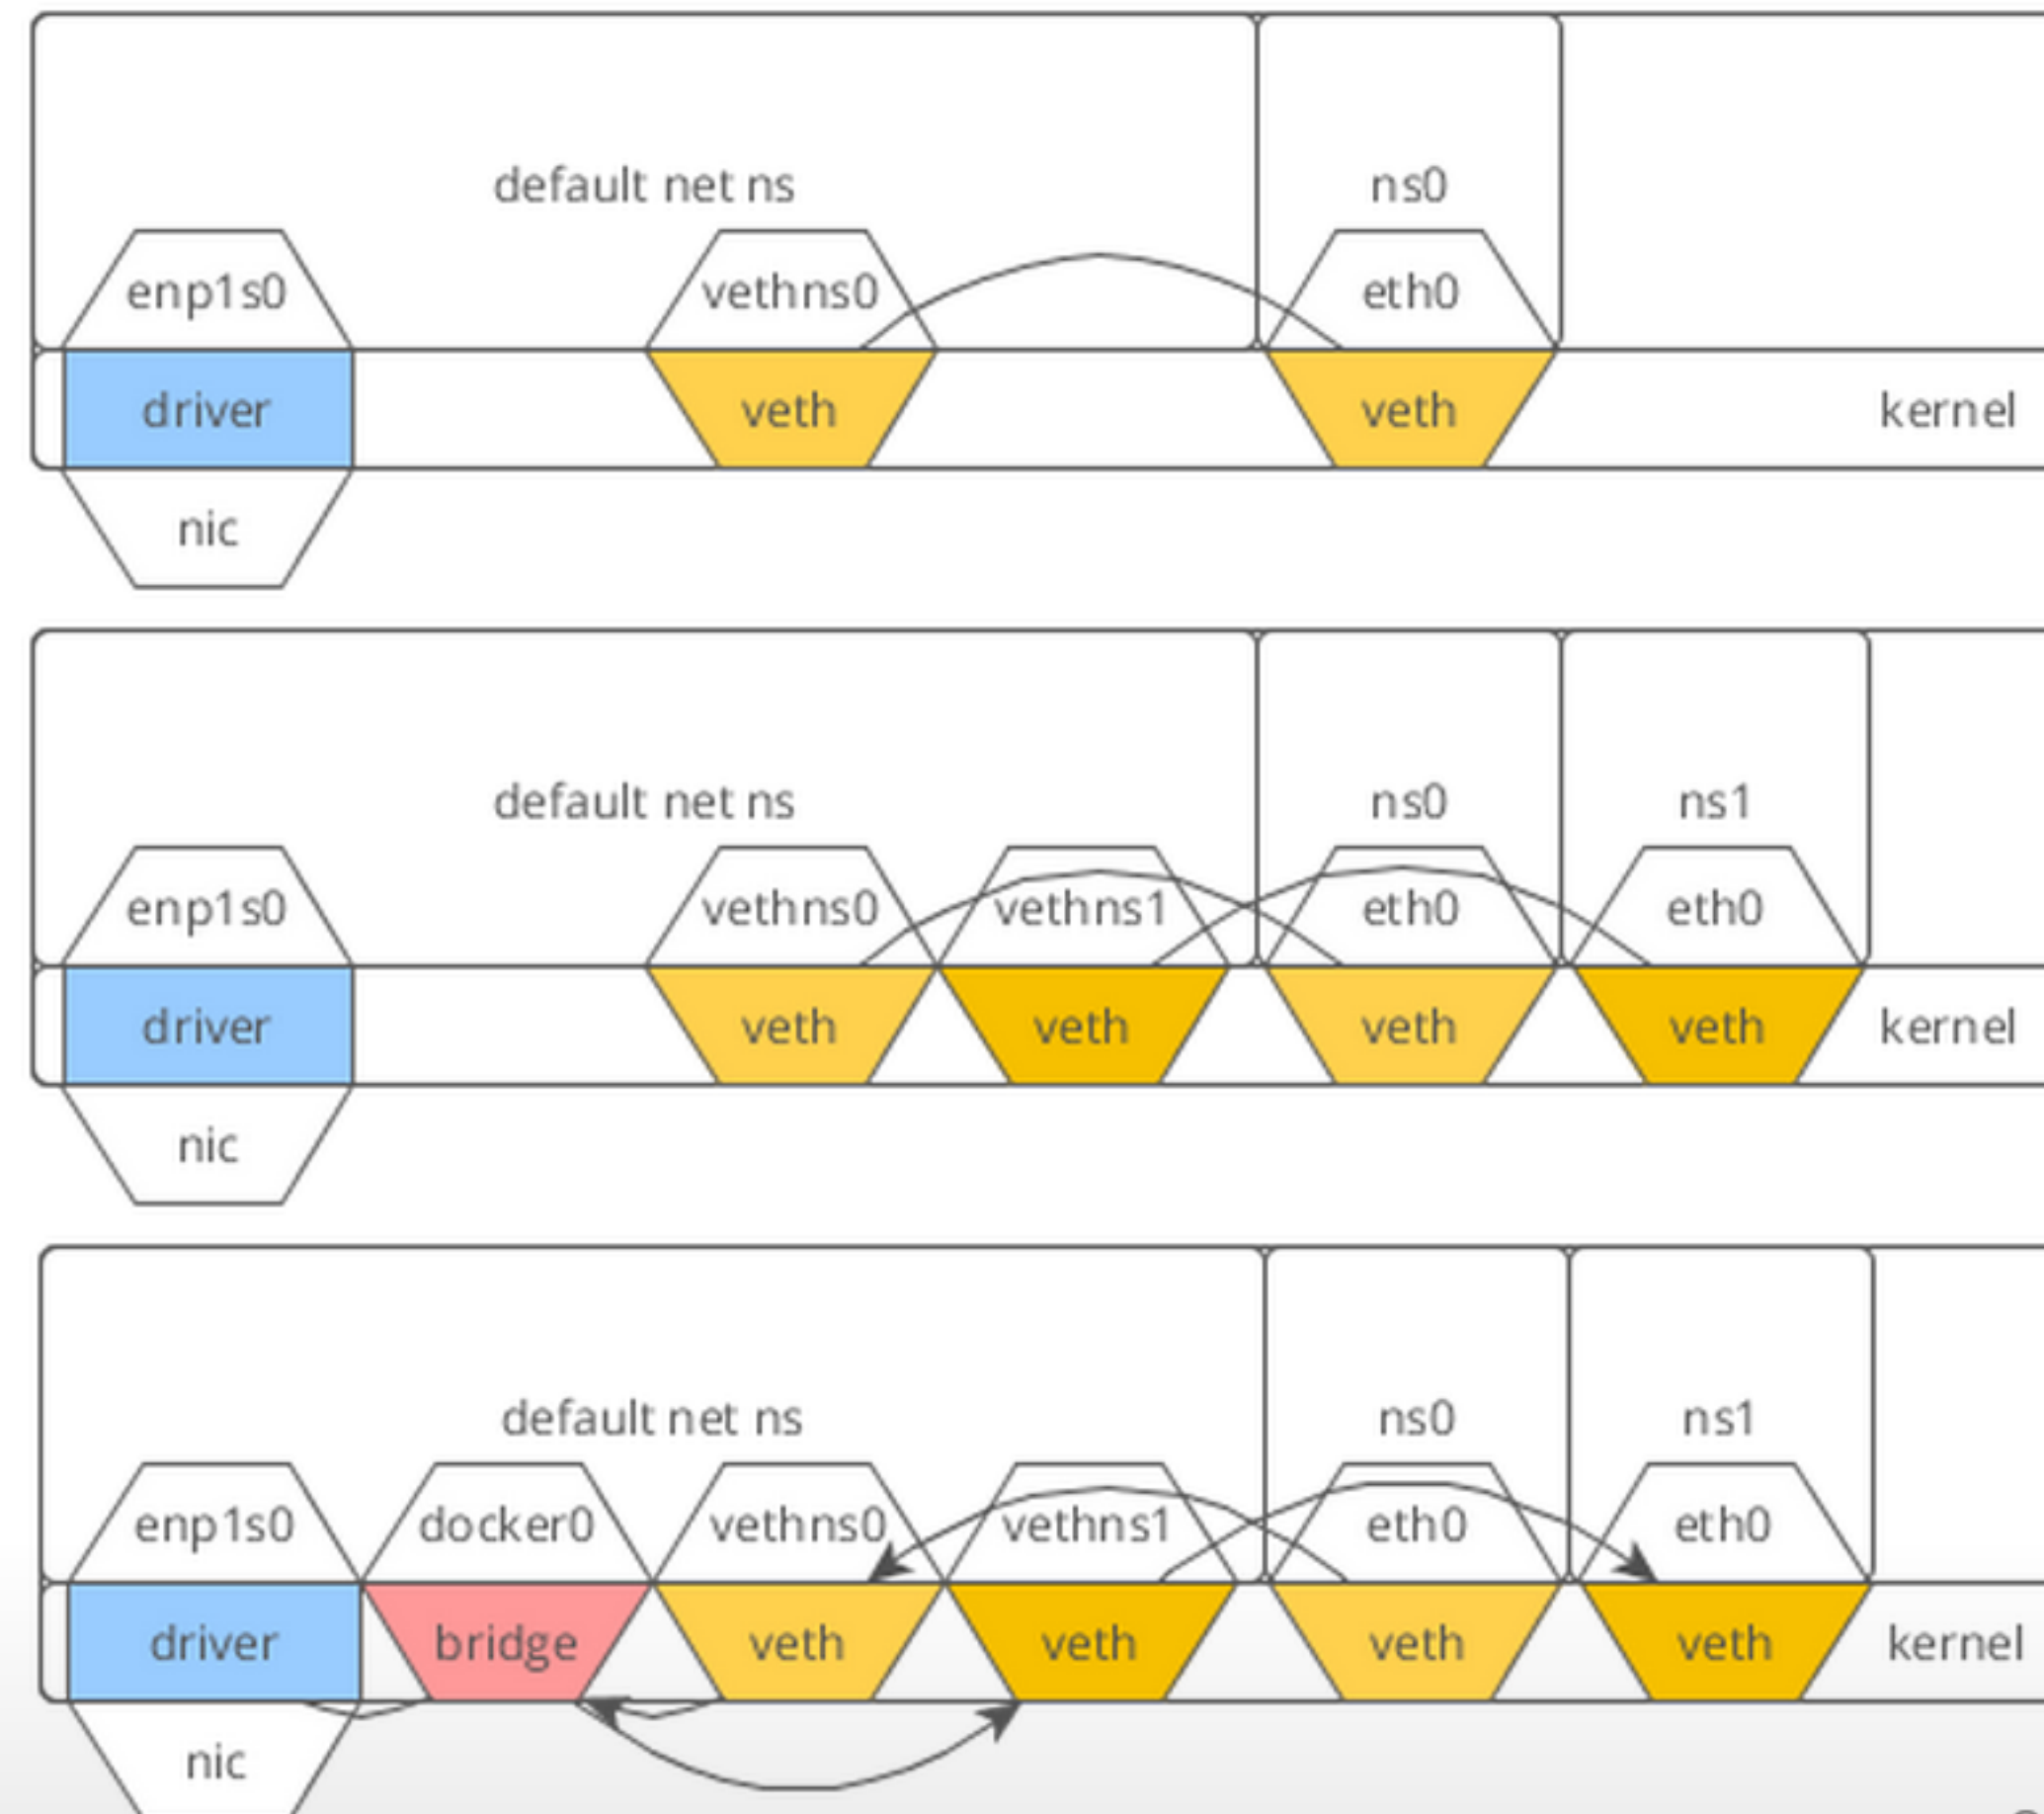 default net ns
ns0
enp1s0
vethns0
eth0
driver
veth
veth
kernel
nic
default net ns
ns0
ns1
enp1s0
vethns0
vethns1
eth0
eth0
driver
veth
veth
veth
veth
kernel
nic
default net ns
ns0
ns1
enp1s0
docker0
vethns0
vethns1
eth0
eth0
driver
bridge
veth
veth
veth
veth
kernel
nic